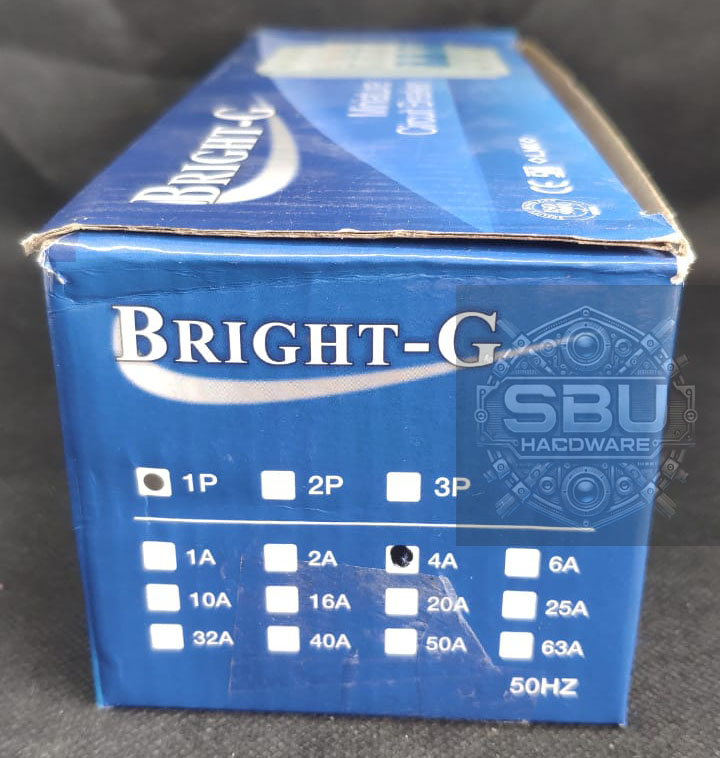 BRIGHT-G
Miniature
Circuit Breaker
CE
BRIGHT-G
SBU
HARDWARE
1P 2P 3P
1A 2A 4A 6A
10A 16A 20A 25A
32A 40A 50A 63A
50HZ